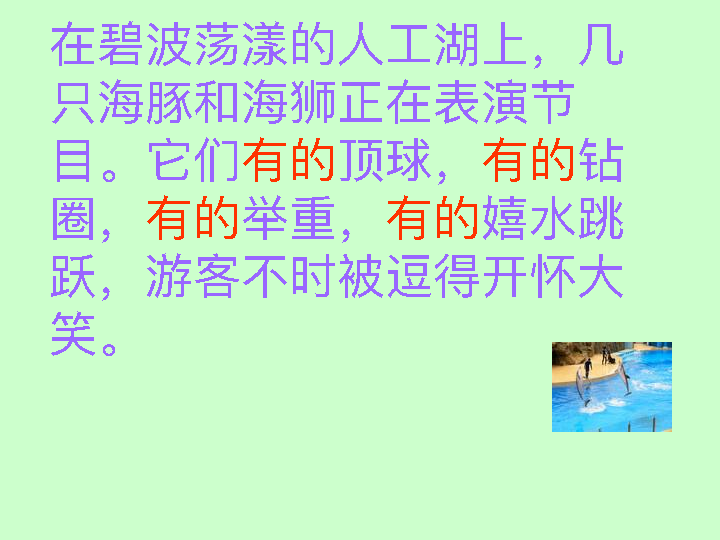 在碧波荡漾的人工湖上，几
只海豚和海狮正在表演节
目。它们有的顶球，有的钻
圈，有的举重，有的嬉水跳
跃，游客不时被逗得开怀大
笑。